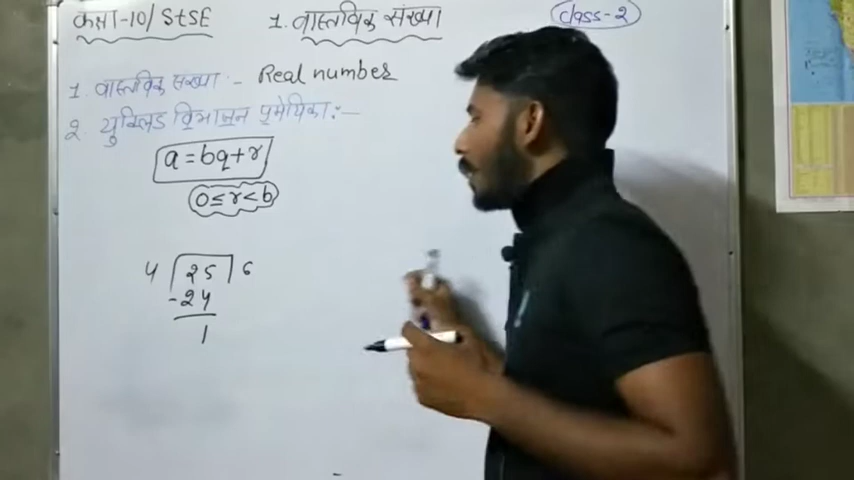 कक्षा-10/StSE 1. वास्तविक संख्या class-2
1. वास्तविक संख्या :- Real number
2. युक्लिड विभाजन प्रमेयिका :-
a = bq+r
0≤r<b
4 25 6
-24
1